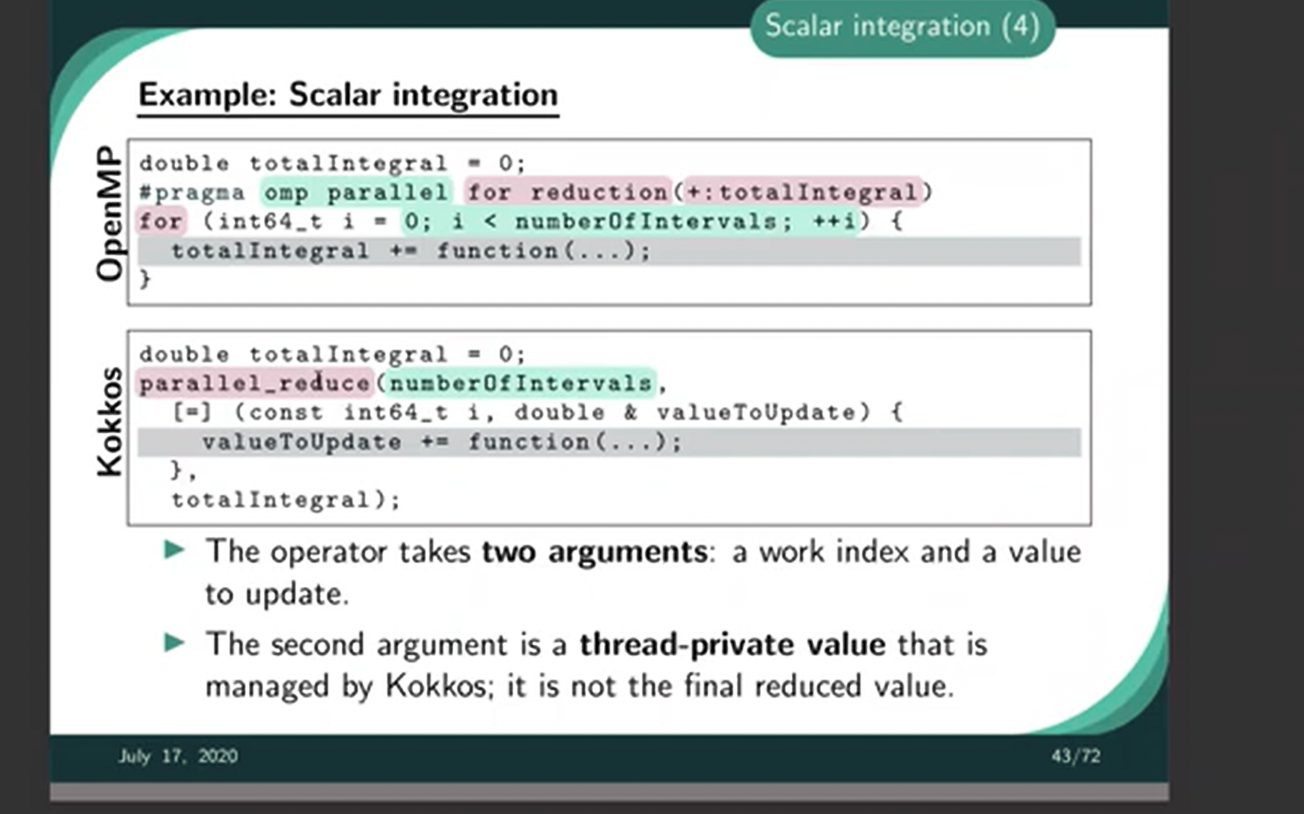 Scalar integration (4)
Example: Scalar integration
OpenMP
double totalIntegral = 0;
#pragma omp parallel for reduction(+:totalIntegral)
for (int64_t i = 0; i < numberOfIntervals; ++i) {
totalIntegral += function(...);
}
Kokkos
double totalIntegral = 0;
parallel_reduce(numberOfIntervals,
[=] (const int64_t i, double & valueToUpdate) {
valueToUpdate += function(...);
},
totalIntegral);
► The operator takes two arguments: a work index and a value
to update.
► The second argument is a thread-private value that is
managed by Kokkos; it is not the final reduced value.
July 17, 2020
43/72